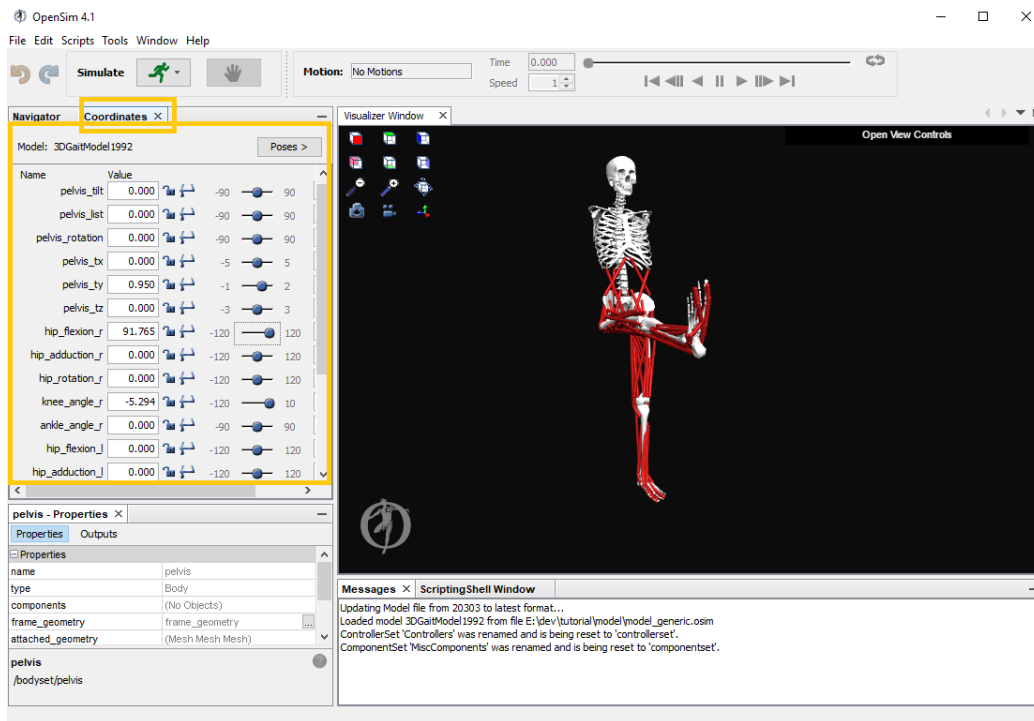 OpenSim 4.1
File Edit Scripts Tools Window Help
Simulate
Motion: No Motions
Time 0.000
Speed 1
Navigator Coordinates
Model: 3DGaitModel1992 Poses >
Name Value
pelvis_tilt 0.000 -90 90
pelvis_list 0.000 -90 90
pelvis_rotation 0.000 -90 90
pelvis_tx 0.000 -5 5
pelvis_ty 0.950 -1 2
pelvis_tz 0.000 -3 3
hip_flexion_r 91.765 -120 120
hip_adduction_r 0.000 -120 120
hip_rotation_r 0.000 -120 120
knee_angle_r -5.294 -120 10
ankle_angle_r 0.000 -90 90
hip_flexion_l 0.000 -120 120
hip_adduction_l 0.000 -120 120
Visualizer Window
Open View Controls
pelvis - Properties
Properties Outputs
Properties
name pelvis
type Body
components (No Objects)
frame_geometry frame_geometry ...
attached_geometry (Mesh Mesh Mesh)
pelvis
/bodyset/pelvis
Messages ScriptingShell Window
Updating Model file from 20303 to latest format...
Loaded model 3DGaitModel1992 from file E:\dev\tutorial\model\model_generic.osim
ControllerSet 'Controllers' was renamed and is being reset to 'controllerset'.
ComponentSet 'MiscComponents' was renamed and is being reset to 'componentset'.